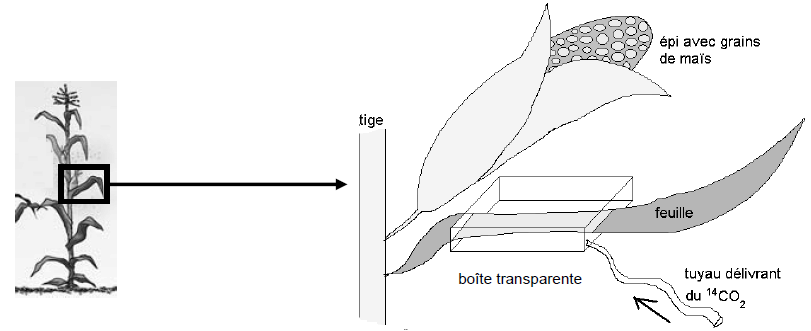 épi avec grains
de maïs
tige
feuille
boîte transparente
tuyau délivrant
du ¹⁴CO₂